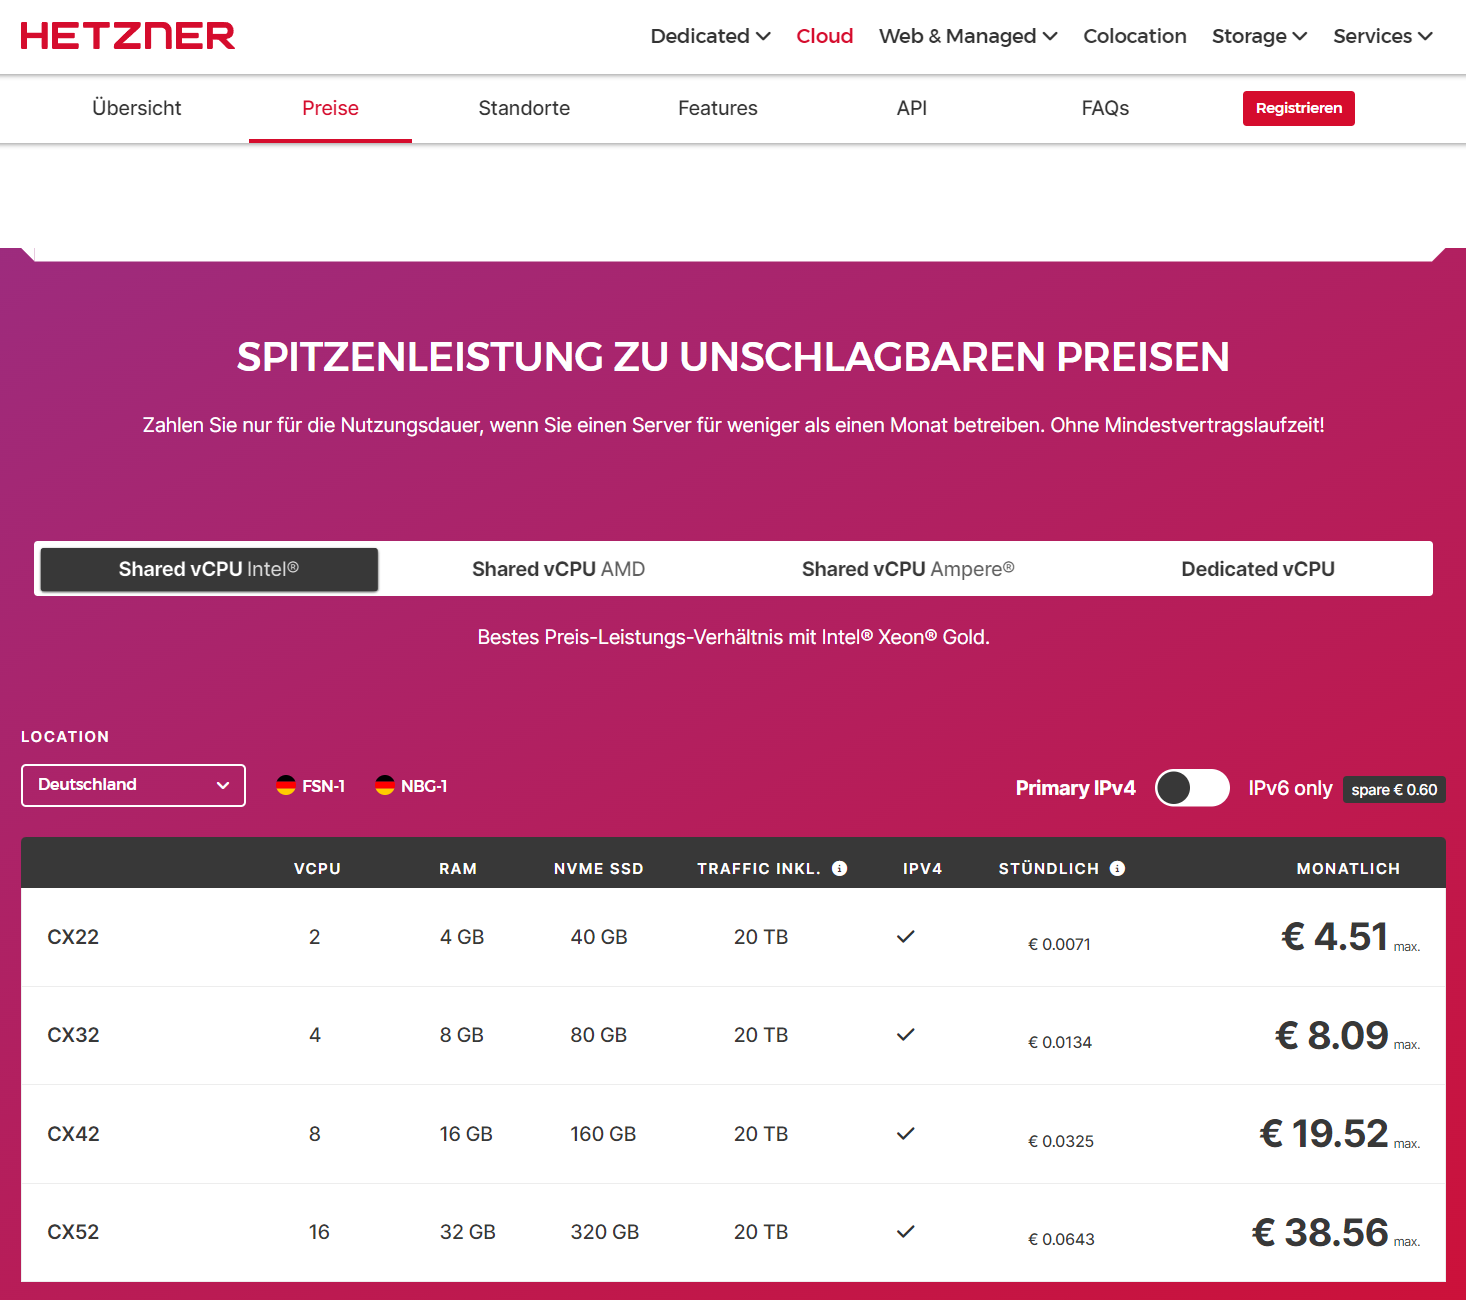 HETZNER
Dedicated Cloud Web & Managed Colocation Storage Services
Übersicht Preise Standorte Features API FAQs Registrieren
SPITZENLEISTUNG ZU UNSCHLAGBAREN PREISEN
Zahlen Sie nur für die Nutzungsdauer, wenn Sie einen Server für weniger als einen Monat betreiben. Ohne Mindestvertragslaufzeit!
Shared vCPU Intel® Shared vCPU AMD Shared vCPU Ampere® Dedicated vCPU
Bestes Preis-Leistungs-Verhältnis mit Intel® Xeon® Gold.
LOCATION
Deutschland FSN-1 NBG-1 Primary IPv4 IPv6 only spare € 0.60
VCPU RAM NVME SSD TRAFFIC INKL. IPV4 STÜNDLICH MONATLICH
CX22 2 4 GB 40 GB 20 TB € 0.0071 € 4.51 max.
CX32 4 8 GB 80 GB 20 TB € 0.0134 € 8.09 max.
CX42 8 16 GB 160 GB 20 TB € 0.0325 € 19.52 max.
CX52 16 32 GB 320 GB 20 TB € 0.0643 € 38.56 max.